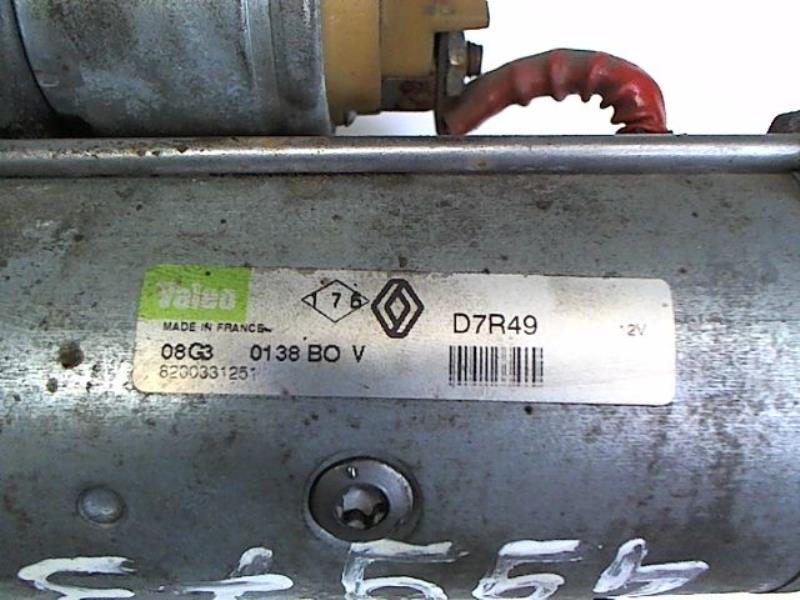 Valeo
176
D7R49
12V
MADE IN FRANCE
08G3 0138 BO V
8200331251